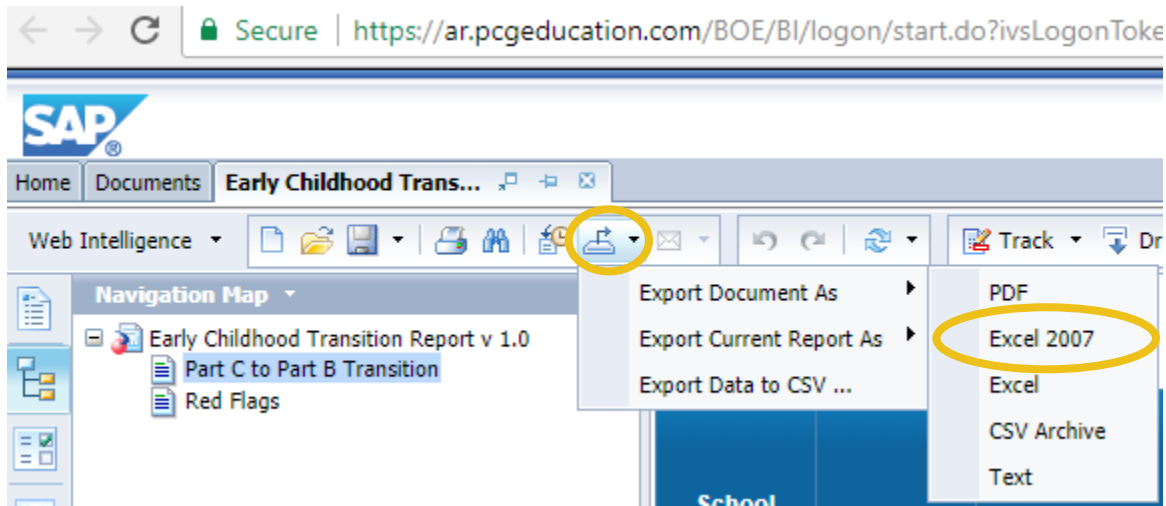 Secure | https://ar.pcgeducation.com/BOE/BI/logon/start.do?ivsLogonToke
SAP®
Home Documents Early Childhood Trans...
Web Intelligence Track Dr
Navigation Map
Early Childhood Transition Report v 1.0
Part C to Part B Transition
Red Flags
Export Document As
Export Current Report As
Export Data to CSV ...
PDF
Excel 2007
Excel
CSV Archive
Text
School